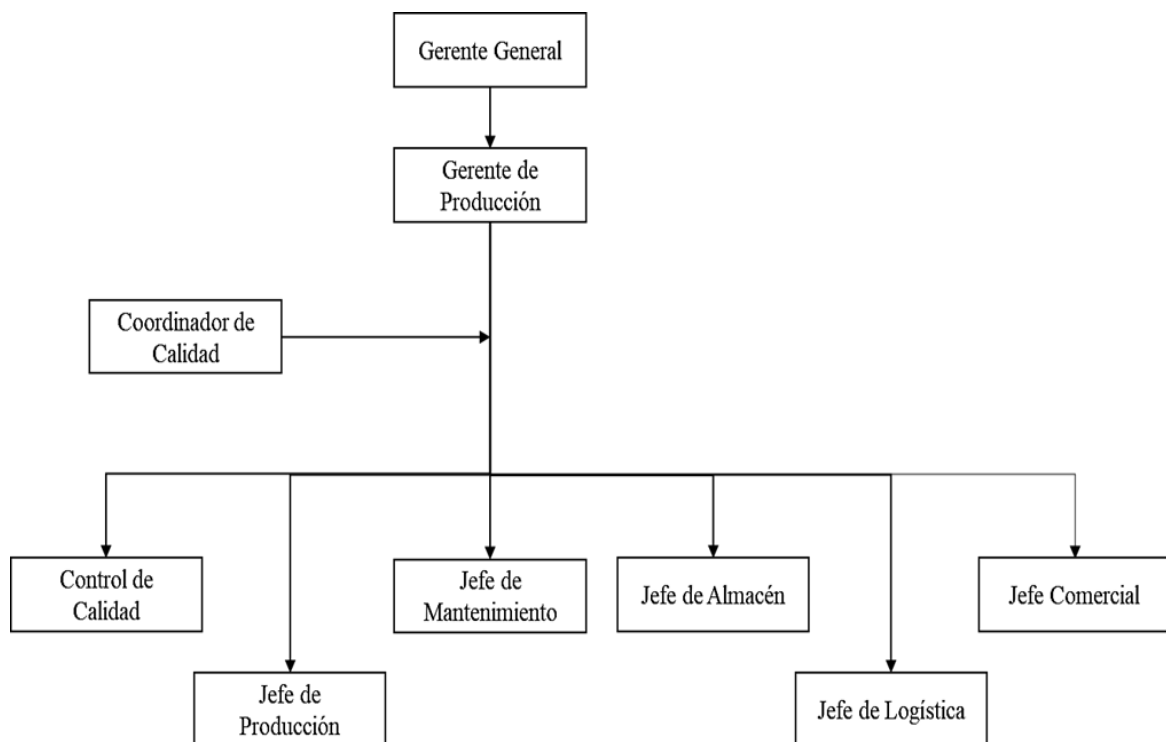 Gerente General
Gerente de
Producción
Coordinador de
Calidad
Control de
Calidad
Jefe de
Mantenimiento
Jefe de Almacén
Jefe Comercial
Jefe de
Producción
Jefe de Logística